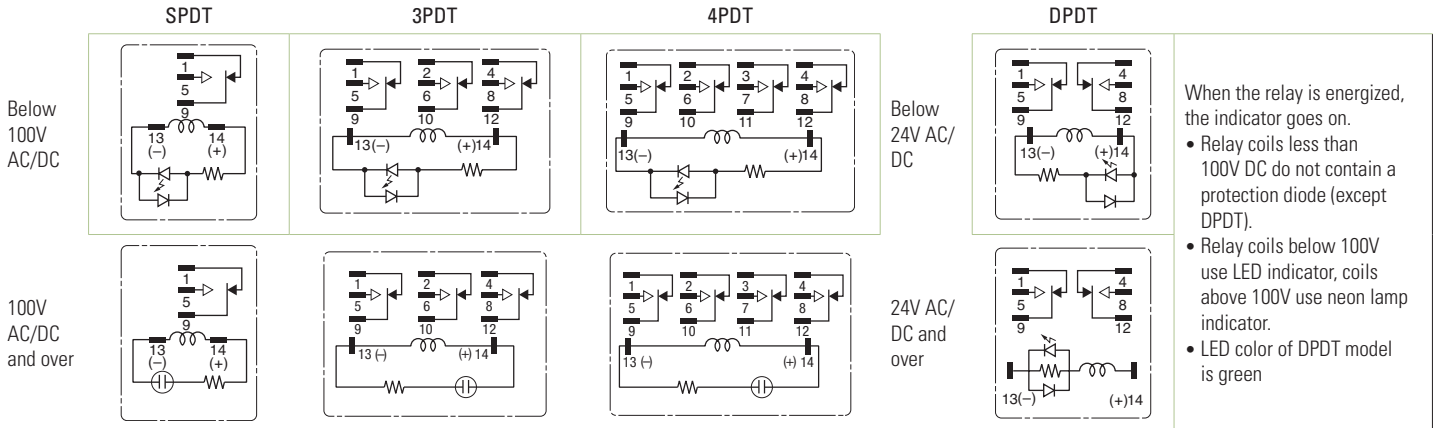 SPDT
3PDT
4PDT
DPDT
Below
100V
AC/DC
1
5
9
13
(–)
14
(+)
1
2
4
5
6
8
9
10
12
13(–)
(+)14
1
2
3
4
5
6
7
8
9
10
11
12
13(–)
(+)14
Below
24V AC/
DC
1
4
5
8
9
12
13(–)
(+)14
100V
AC/DC
and over
1
5
9
13
(–)
14
(+)
1
2
4
5
6
8
9
10
12
13 (–)
(+) 14
1
2
3
4
5
6
7
8
9
10
11
12
13 (–)
(+) 14
24V AC/
DC and
over
1
4
5
8
9
12
13(–)
(+)14
When the relay is energized,
the indicator goes on.
• Relay coils less than
100V DC do not contain a
protection diode (except
DPDT).
• Relay coils below 100V
use LED indicator, coils
above 100V use neon lamp
indicator.
• LED color of DPDT model
is green